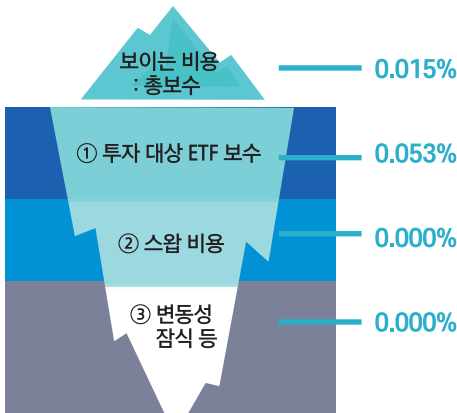 보이는 비용
: 총보수
0.015%
① 투자 대상 ETF 보수
0.053%
② 스왑 비용
0.000%
③ 변동성
잠식 등
0.000%